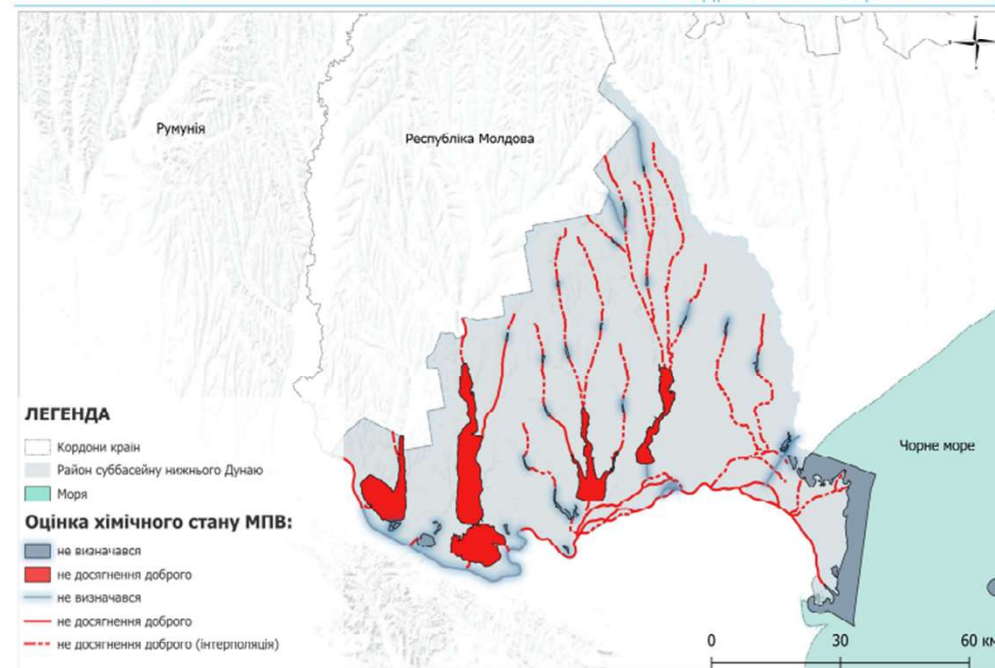 Румунія
Республіка Молдова
Чорне море
ЛЕГЕНДА
Кордони країн
Район суббасейну нижнього Дунаю
Моря
Оцінка хімічного стану МПВ:
не визначався
не досягнення доброго
не визначався
не досягнення доброго
не досягнення доброго (інтерполяція)
0 30 60 км